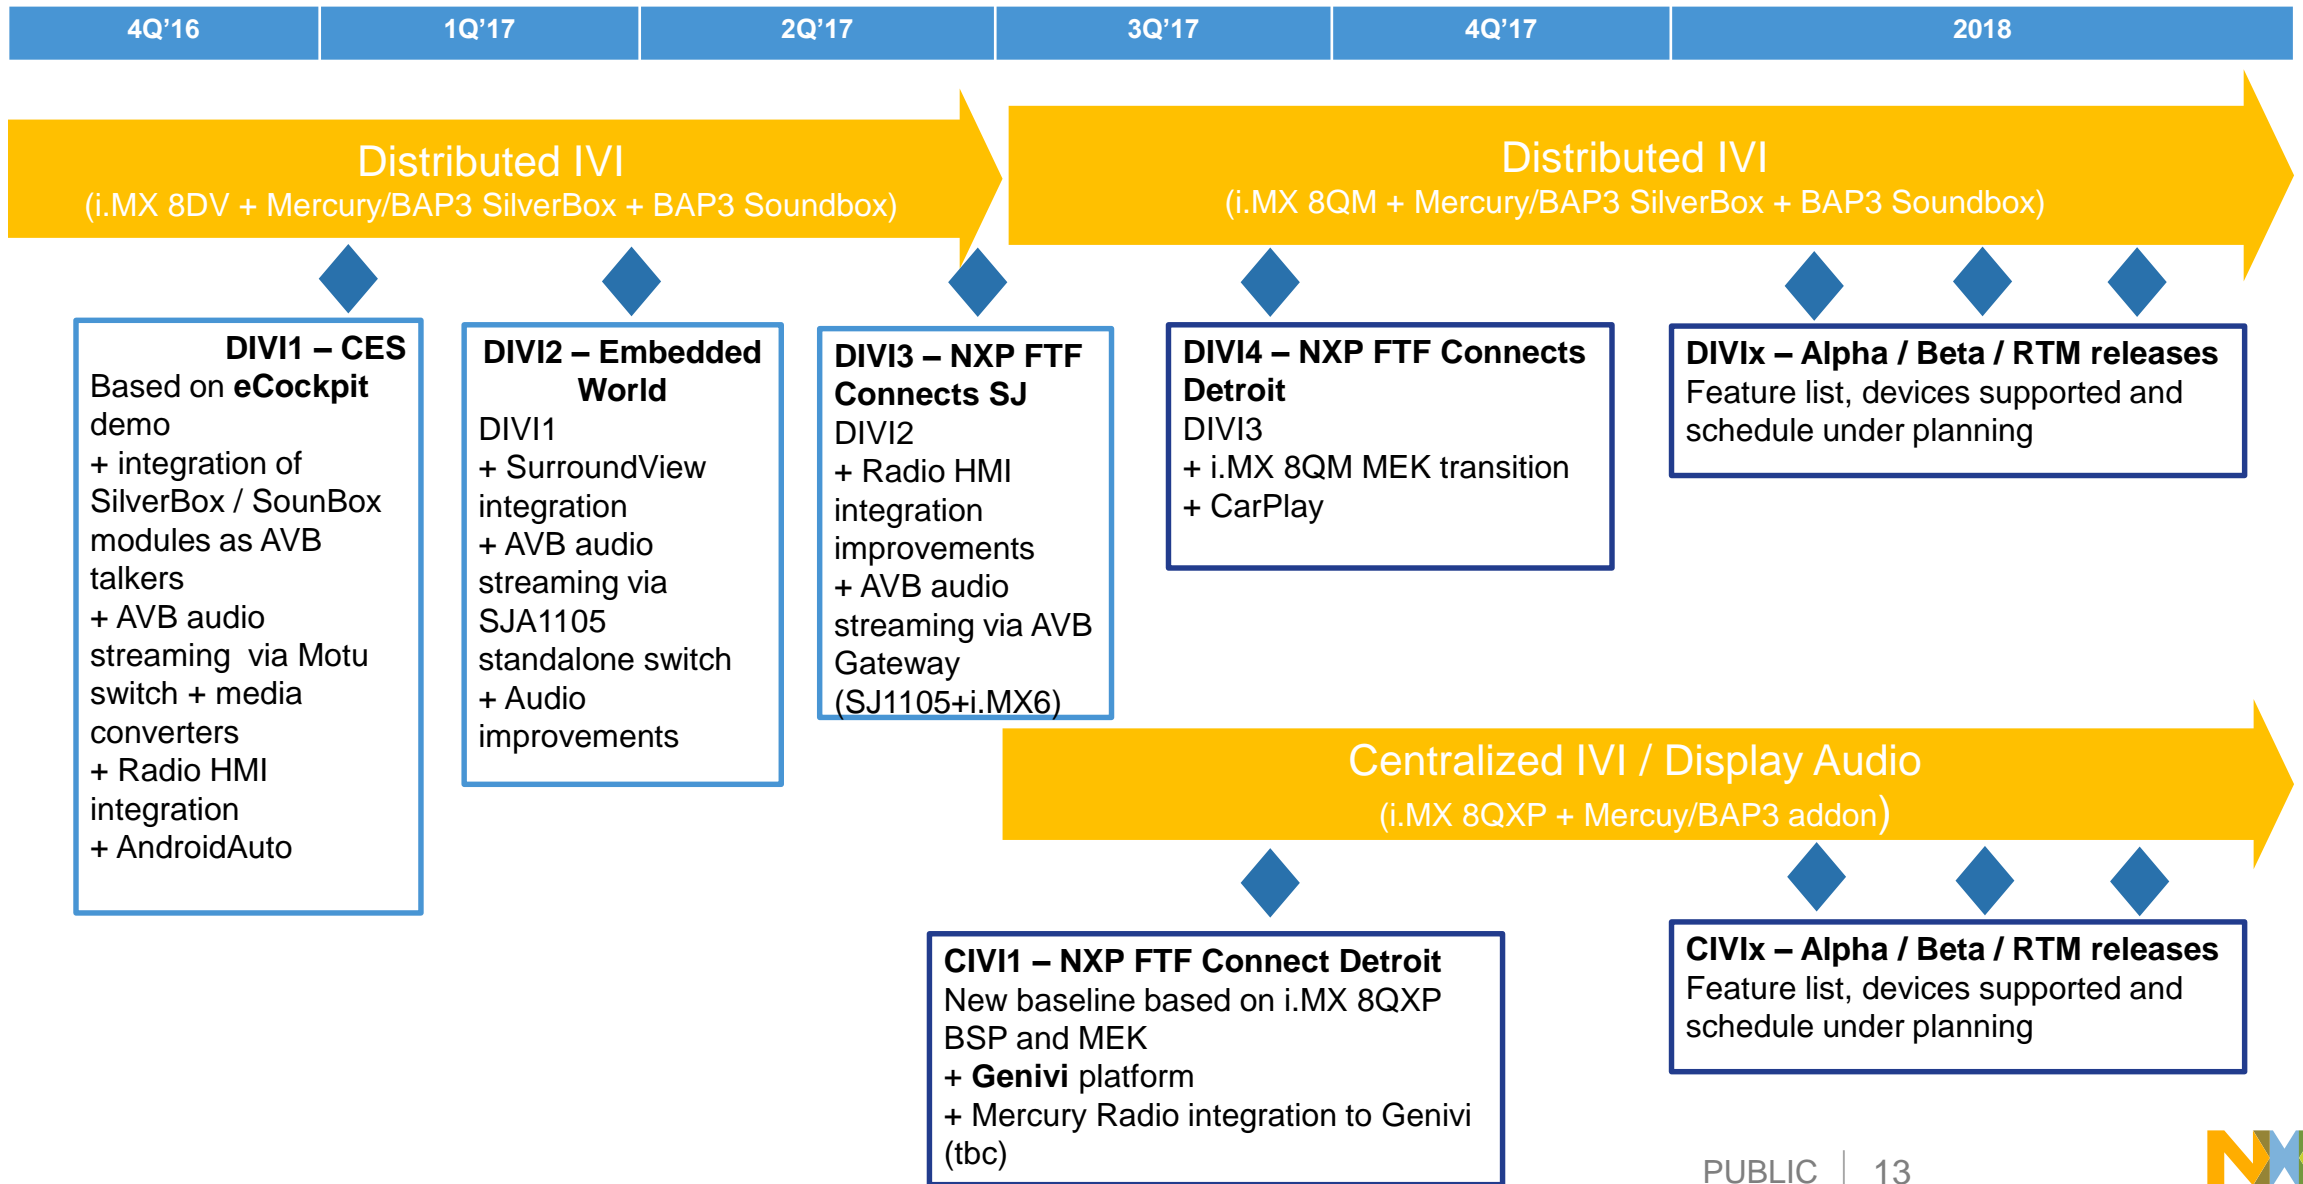 4Q’16
1Q’17
2Q’17
3Q’17
4Q’17
2018
Distributed IVI
(i.MX 8DV + Mercury/BAP3 SilverBox + BAP3 Soundbox)
Distributed IVI
(i.MX 8QM + Mercury/BAP3 SilverBox + BAP3 Soundbox)
DIVI1 – CES
Based on eCockpit
demo
+ integration of
SilverBox / SounBox
modules as AVB
talkers
+ AVB audio
streaming via Motu
switch + media
converters
+ Radio HMI
integration
+ AndroidAuto
DIVI2 – Embedded
World
DIVI1
+ SurroundView
integration
+ AVB audio
streaming via
SJA1105
standalone switch
+ Audio
improvements
DIVI3 – NXP FTF
Connects SJ
DIVI2
+ Radio HMI
integration
improvements
+ AVB audio
streaming via AVB
Gateway
(SJ1105+i.MX6)
DIVI4 – NXP FTF Connects
Detroit
DIVI3
+ i.MX 8QM MEK transition
+ CarPlay
DIVIx – Alpha / Beta / RTM releases
Feature list, devices supported and
schedule under planning
Centralized IVI / Display Audio
(i.MX 8QXP + Mercuy/BAP3 addon)
CIVI1 – NXP FTF Connect Detroit
New baseline based on i.MX 8QXP
BSP and MEK
+ Genivi platform
+ Mercury Radio integration to Genivi
(tbc)
CIVIx – Alpha / Beta / RTM releases
Feature list, devices supported and
schedule under planning
PUBLIC
13
NX